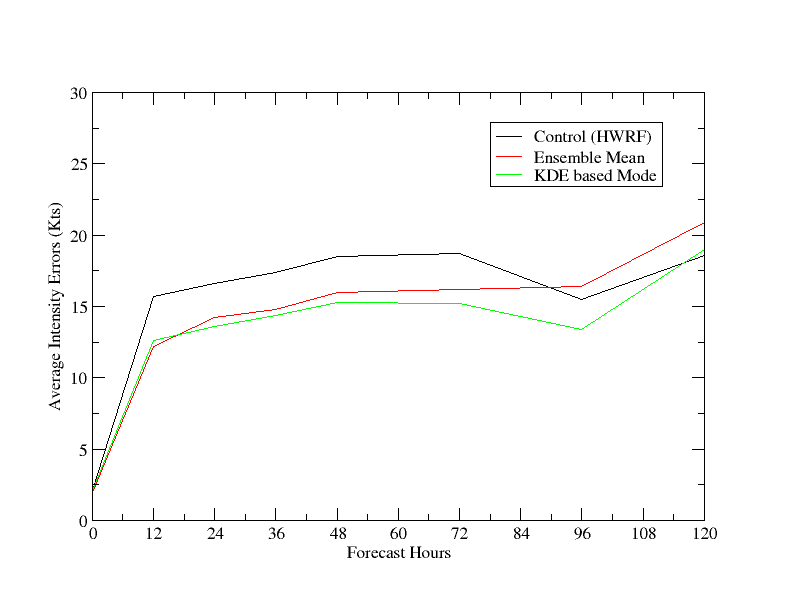 30
25
20
15
10
5
0
Average Intensity Errors (Kts)
Control (HWRF)
Ensemble Mean
KDE based Mode
0 12 24 36 48 60 72 84 96 108 120
Forecast Hours